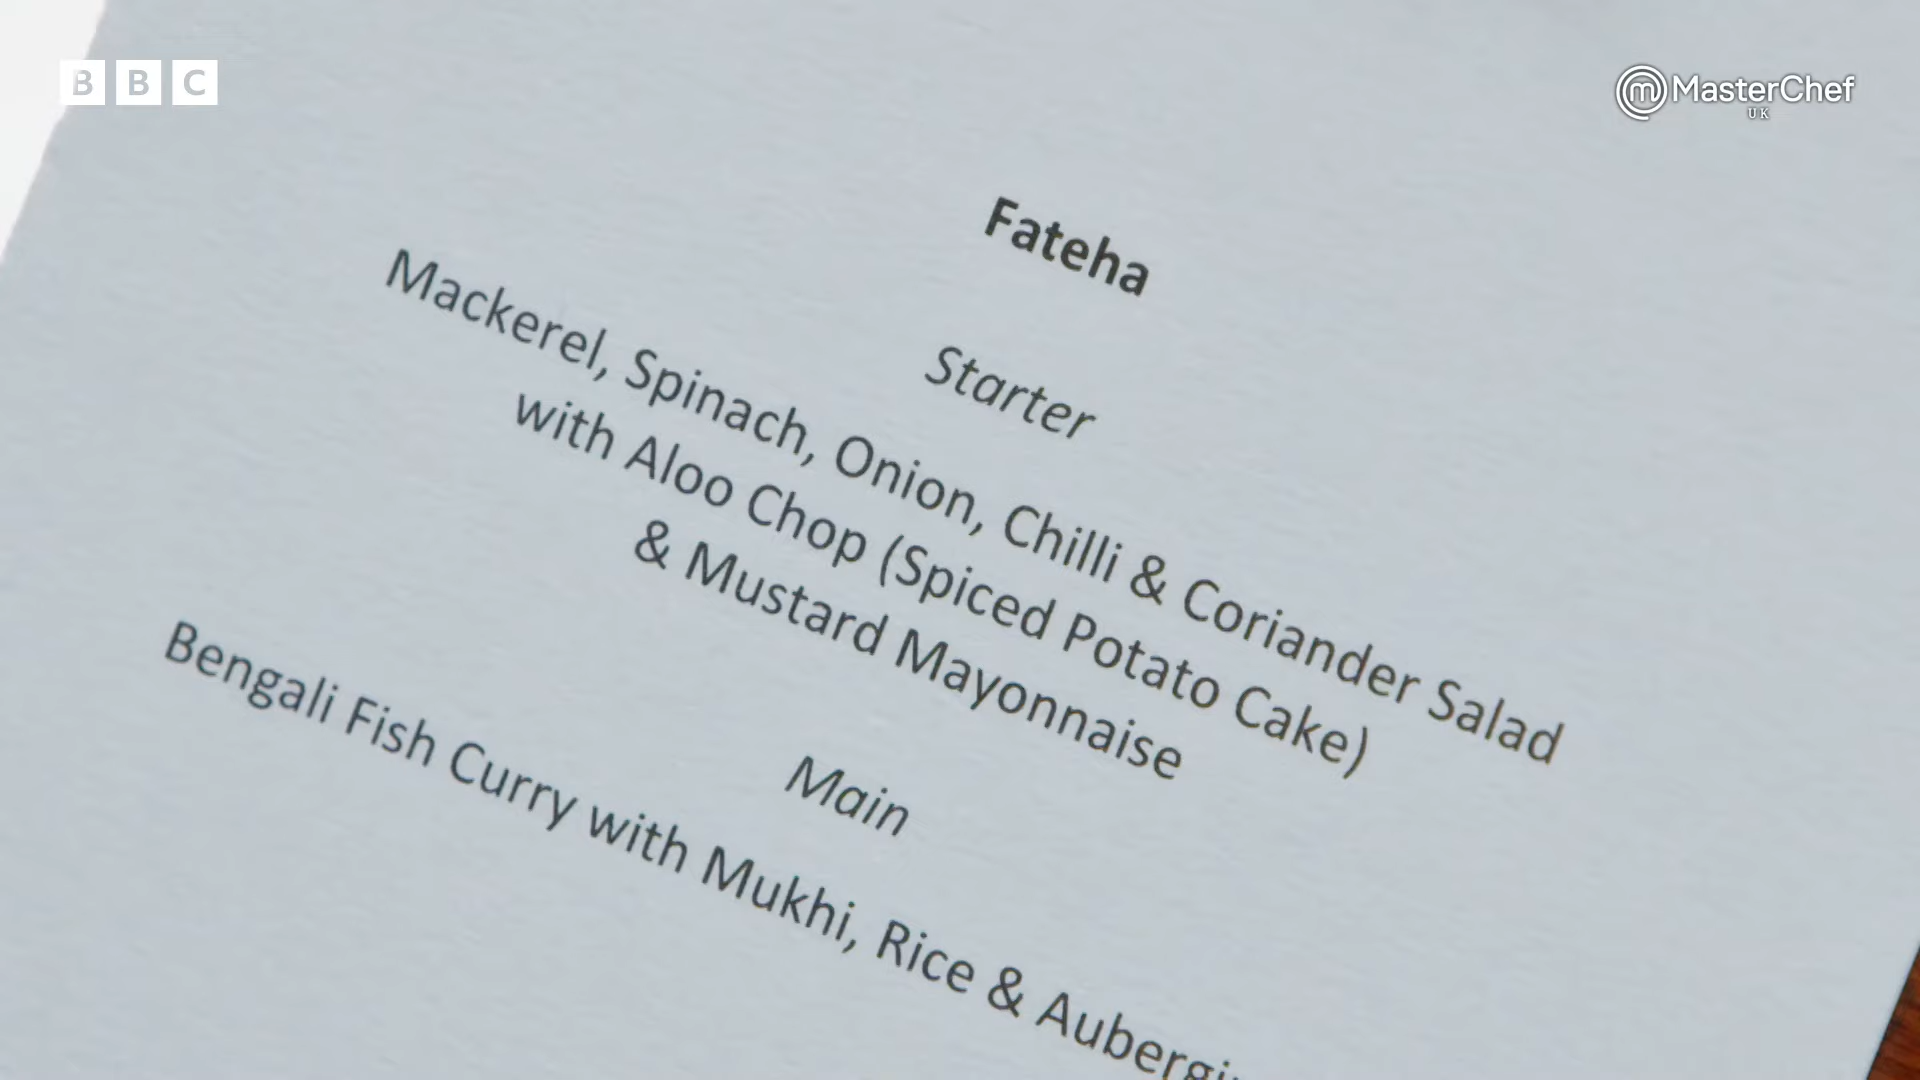 BBC
MasterChef
UK
Fateha
Starter
Mackerel, Spinach, Onion, Chilli & Coriander Salad
with Aloo Chop (Spiced Potato Cake)
& Mustard Mayonnaise
Main
Bengali Fish Curry with Mukhi, Rice &